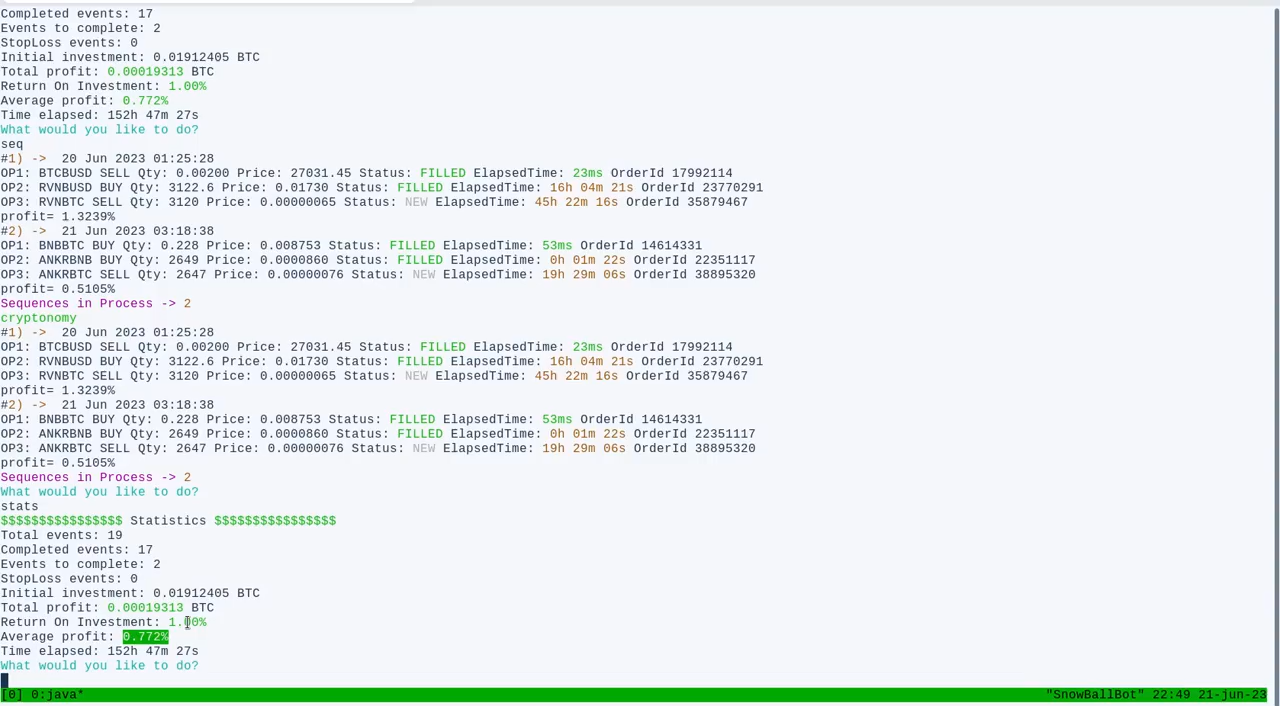 Completed events: 17
Events to complete: 2
StopLoss events: 0
Initial investment: 0.01912405 BTC
Total profit: 0.00019313 BTC
Return On Investment: 1.00%
Average profit: 0.772%
Time elapsed: 152h 47m 27s
What would you like to do?
seq
#1) ->  20 Jun 2023 01:25:28
OP1: BTCBUSD SELL Qty: 0.00200 Price: 27031.45 Status: FILLED ElapsedTime: 23ms OrderId 17992114
OP2: RVNBUSD BUY Qty: 3122.6 Price: 0.01730 Status: FILLED ElapsedTime: 16h 04m 21s OrderId 23770291
OP3: RVNBTC SELL Qty: 3120 Price: 0.00000065 Status: NEW ElapsedTime: 45h 22m 16s OrderId 35879467
profit= 1.3239%
#2) ->  21 Jun 2023 03:18:38
OP1: BNBBTC BUY Qty: 0.228 Price: 0.008753 Status: FILLED ElapsedTime: 53ms OrderId 14614331
OP2: ANKRBNB BUY Qty: 2649 Price: 0.0000860 Status: FILLED ElapsedTime: 0h 01m 22s OrderId 22351117
OP3: ANKRBTC SELL Qty: 2647 Price: 0.00000076 Status: NEW ElapsedTime: 19h 29m 06s OrderId 38895320
profit= 0.5105%
Sequences in Process -> 2
cryptonomy
#1) ->  20 Jun 2023 01:25:28
OP1: BTCBUSD SELL Qty: 0.00200 Price: 27031.45 Status: FILLED ElapsedTime: 23ms OrderId 17992114
OP2: RVNBUSD BUY Qty: 3122.6 Price: 0.01730 Status: FILLED ElapsedTime: 16h 04m 21s OrderId 23770291
OP3: RVNBTC SELL Qty: 3120 Price: 0.00000065 Status: NEW ElapsedTime: 45h 22m 16s OrderId 35879467
profit= 1.3239%
#2) ->  21 Jun 2023 03:18:38
OP1: BNBBTC BUY Qty: 0.228 Price: 0.008753 Status: FILLED ElapsedTime: 53ms OrderId 14614331
OP2: ANKRBNB BUY Qty: 2649 Price: 0.0000860 Status: FILLED ElapsedTime: 0h 01m 22s OrderId 22351117
OP3: ANKRBTC SELL Qty: 2647 Price: 0.00000076 Status: NEW ElapsedTime: 19h 29m 06s OrderId 38895320
profit= 0.5105%
Sequences in Process -> 2
What would you like to do?
stats
$$$$$$$$$$$$$$$$ Statistics $$$$$$$$$$$$$$$$
Total events: 19
Completed events: 17
Events to complete: 2
StopLoss events: 0
Initial investment: 0.01912405 BTC
Total profit: 0.00019313 BTC
Return On Investment: 1.00%
Average profit: 0.772%
Time elapsed: 152h 47m 27s
What would you like to do?
[0] 0:java* "SnowBallBot" 22:49 21-jun-23